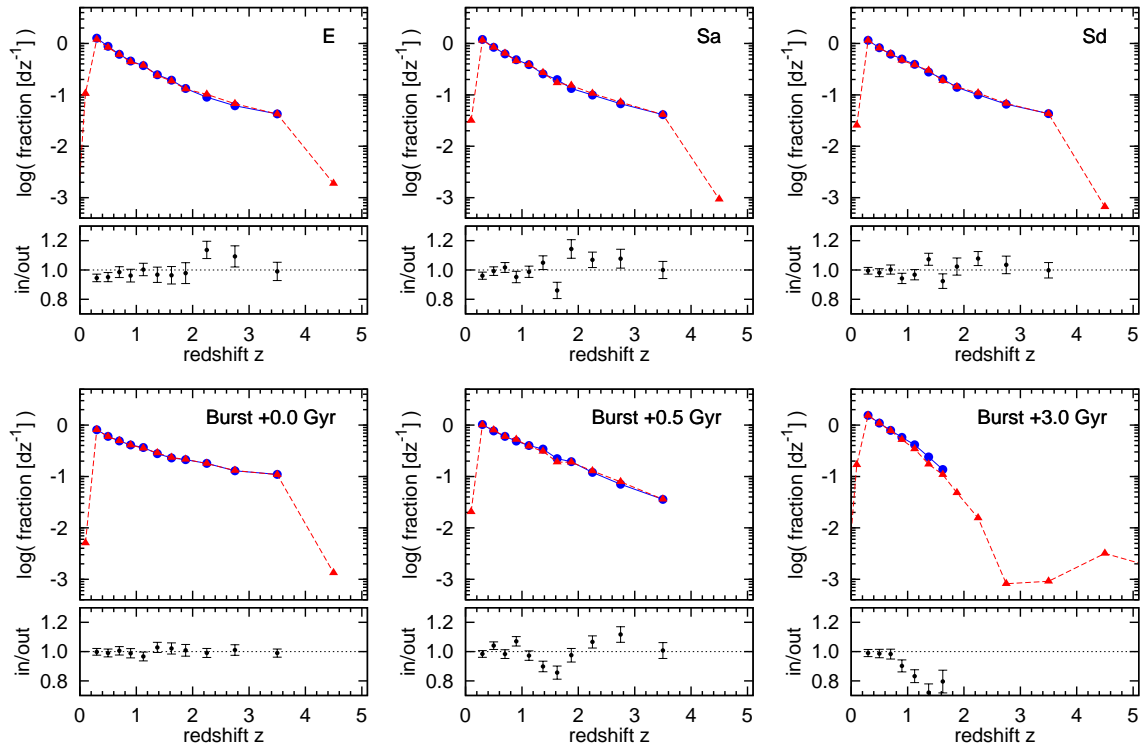 E
Sa
Sd
log( fraction [dz-1] )
0
-1
-2
-3
log( fraction [dz-1] )
0
-1
-2
-3
log( fraction [dz-1] )
0
-1
-2
-3
in/out
1.2
1.0
0.8
in/out
1.2
1.0
0.8
in/out
1.2
1.0
0.8
0 1 2 3 4 5
0 1 2 3 4 5
0 1 2 3 4 5
redshift z
redshift z
redshift z
Burst +0.0 Gyr
Burst +0.5 Gyr
Burst +3.0 Gyr
log( fraction [dz-1] )
0
-1
-2
-3
log( fraction [dz-1] )
0
-1
-2
-3
log( fraction [dz-1] )
0
-1
-2
-3
in/out
1.2
1.0
0.8
in/out
1.2
1.0
0.8
in/out
1.2
1.0
0.8
0 1 2 3 4 5
0 1 2 3 4 5
0 1 2 3 4 5
redshift z
redshift z
redshift z